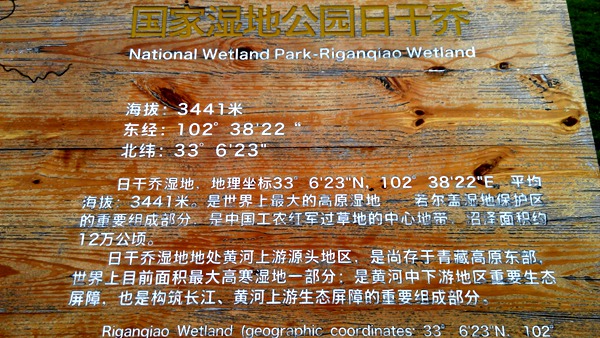 国家湿地公园日干乔
National Wetland Park-Riganqiao Wetland
海拔：3441米
东经：102° 38'22 "
北纬：33° 6'23"
日干乔湿地，地理坐标33° 6'23"N，102° 38'22"E，平均
海拔：3441米。是世界上最大的高原湿地 若尔盖湿地保护区
的重要组成部分，是中国工农红军过草地的中心地带，沼泽面积约
12万公顷。
日干乔湿地地处黄河上游源头地区，是尚存于青藏高原东部，
世界上目前面积最大高寒湿地一部分；是黄河中下游地区重要生态
屏障，也是构筑长江、黄河上游生态屏障的重要组成部分。
Riganqiao Wetland (geographic coordinates: 33° 6'23"N, 102°